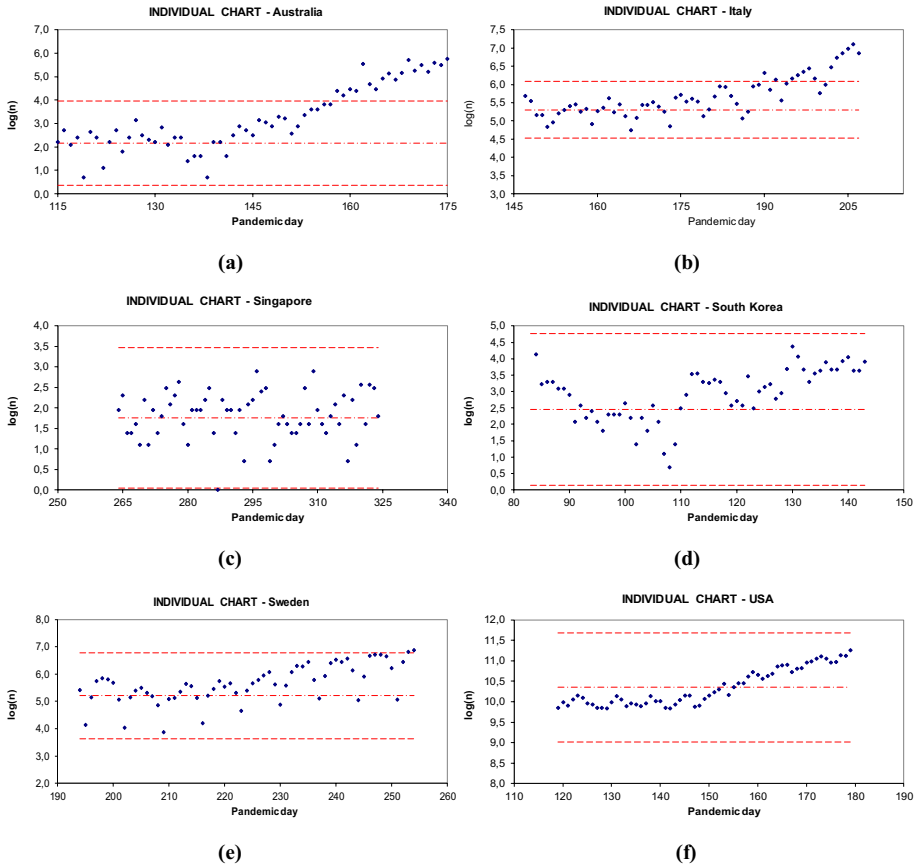 INDIVIDUAL CHART - Australia
6,0
5,0
4,0
3,0
2,0
1,0
0,0
log(n)
115 130 145 160 175
Pandemic day
(a)
INDIVIDUAL CHART - Italy
7,5
7,0
6,5
6,0
5,5
5,0
4,5
4,0
3,5
3,0
log(n)
145 160 175 190 205
Pandemic day
(b)
INDIVIDUAL CHART - Singapore
4,0
3,5
3,0
2,5
2,0
1,5
1,0
0,5
0,0
log(n)
250 265 280 295 310 325 340
Pandemic day
(c)
INDIVIDUAL CHART - South Korea
5,0
4,5
4,0
3,5
3,0
2,5
2,0
1,5
1,0
0,5
0,0
log(n)
80 90 100 110 120 130 140 150
Pandemic day
(d)
INDIVIDUAL CHART - Sweden
8,0
7,0
6,0
5,0
4,0
3,0
2,0
log(n)
190 200 210 220 230 240 250 260
Pandemic day
(e)
INDIVIDUAL CHART - USA
12,0
11,5
11,0
10,5
10,0
9,5
9,0
8,5
8,0
log(n)
110 120 130 140 150 160 170 180 190
Pandemic day
(f)